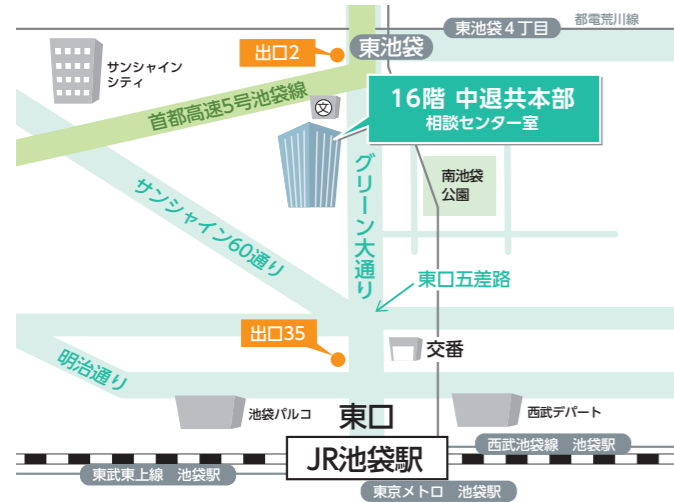 都電荒川線
東池袋4丁目
出口2
東池袋
サンシャイン
シティ
首都高速5号池袋線
文
16階 中退共本部
相談センター室
グリーン大通り
南池袋
公園
サンシャイン60通り
東口五差路
出口35
交番
明治通り
池袋パルコ
東口
西武デパート
JR池袋駅
西武池袋線 池袋駅
東武東上線 池袋駅
東京メトロ 池袋駅